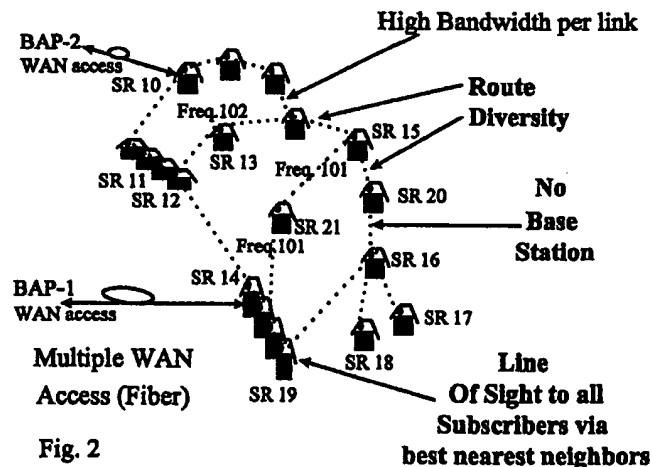 High Bandwidth per link
BAP-2
WAN access
SR 10
Freq.102
Route
Diversity
SR 13
SR 15
SR 11
SR 12
Freq. 101
SR 20
No
Base
Station
SR 21
Freq.101
SR 14
SR 16
BAP-1
WAN access
SR 17
SR 18
Multiple WAN
Access (Fiber)
SR 19
Line
Of Sight to all
Subscribers via
best nearest neighbors
Fig. 2